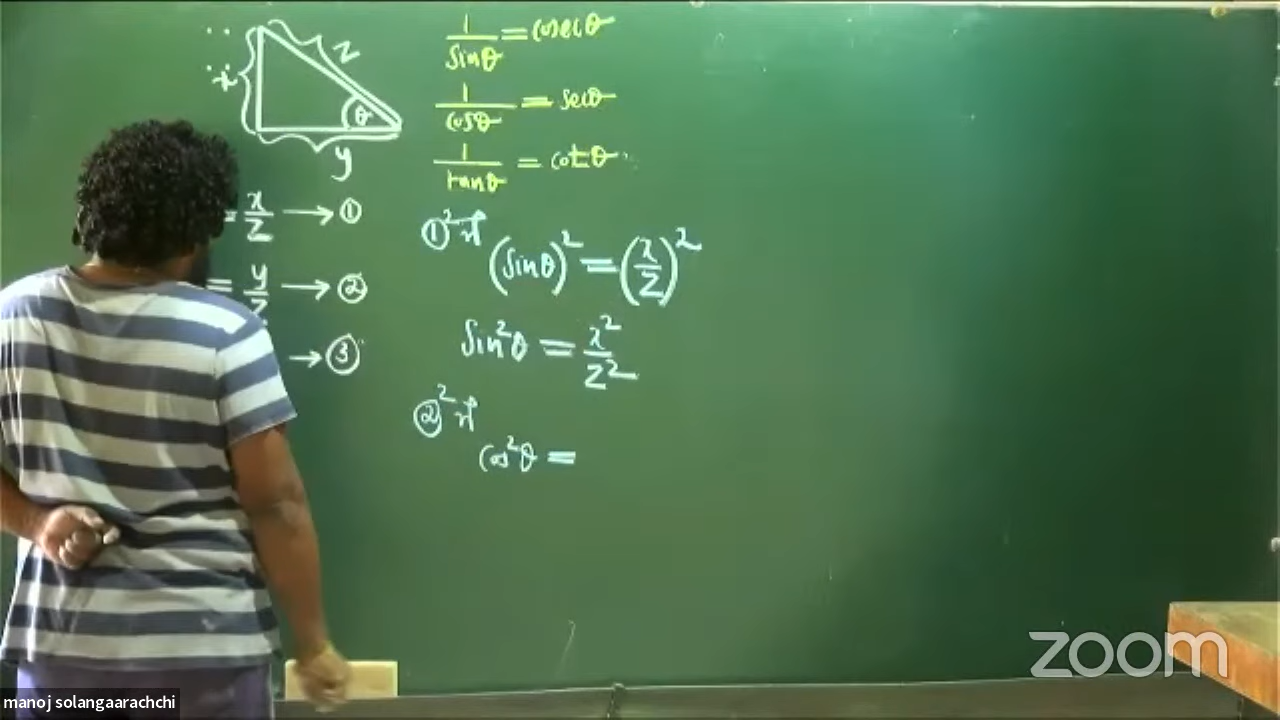 x
z
y
θ
= x/z → ①
= y/z → ②
→ ③
1/sinθ = cosecθ
1/cosθ = secθ
1/tanθ = cotθ
①²
(sinθ)² = (x/z)²
sin²θ = x²/z²
②²
cos²θ =
zoom
manoj solangaarachchi